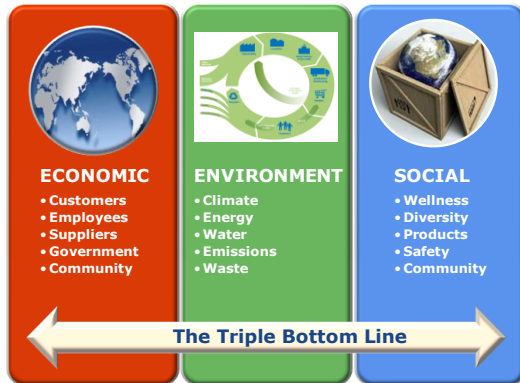 ECONOMIC
• Customers
• Employees
• Suppliers
• Government
• Community
ENVIRONMENT
• Climate
• Energy
• Water
• Emissions
• Waste
SOCIAL
• Wellness
• Diversity
• Products
• Safety
• Community
The Triple Bottom Line